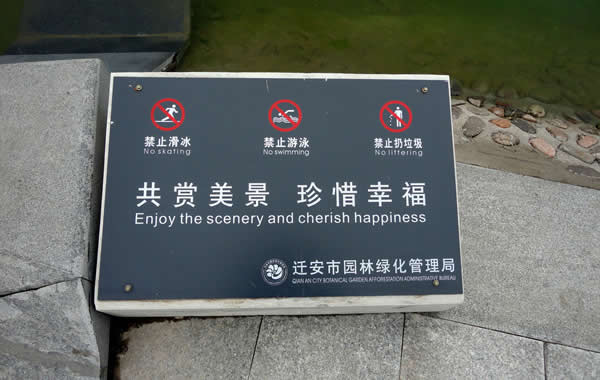 禁止滑冰
No skating
禁止游泳
No swimming
禁止扔垃圾
No littering
共赏美景 珍惜幸福
Enjoy the scenery and cherish happiness
迁安市园林绿化管理局
QIAN AN CITY BOTANICAL GARDEN AFFORESTATION ADMINISTRATIVE BUREAU